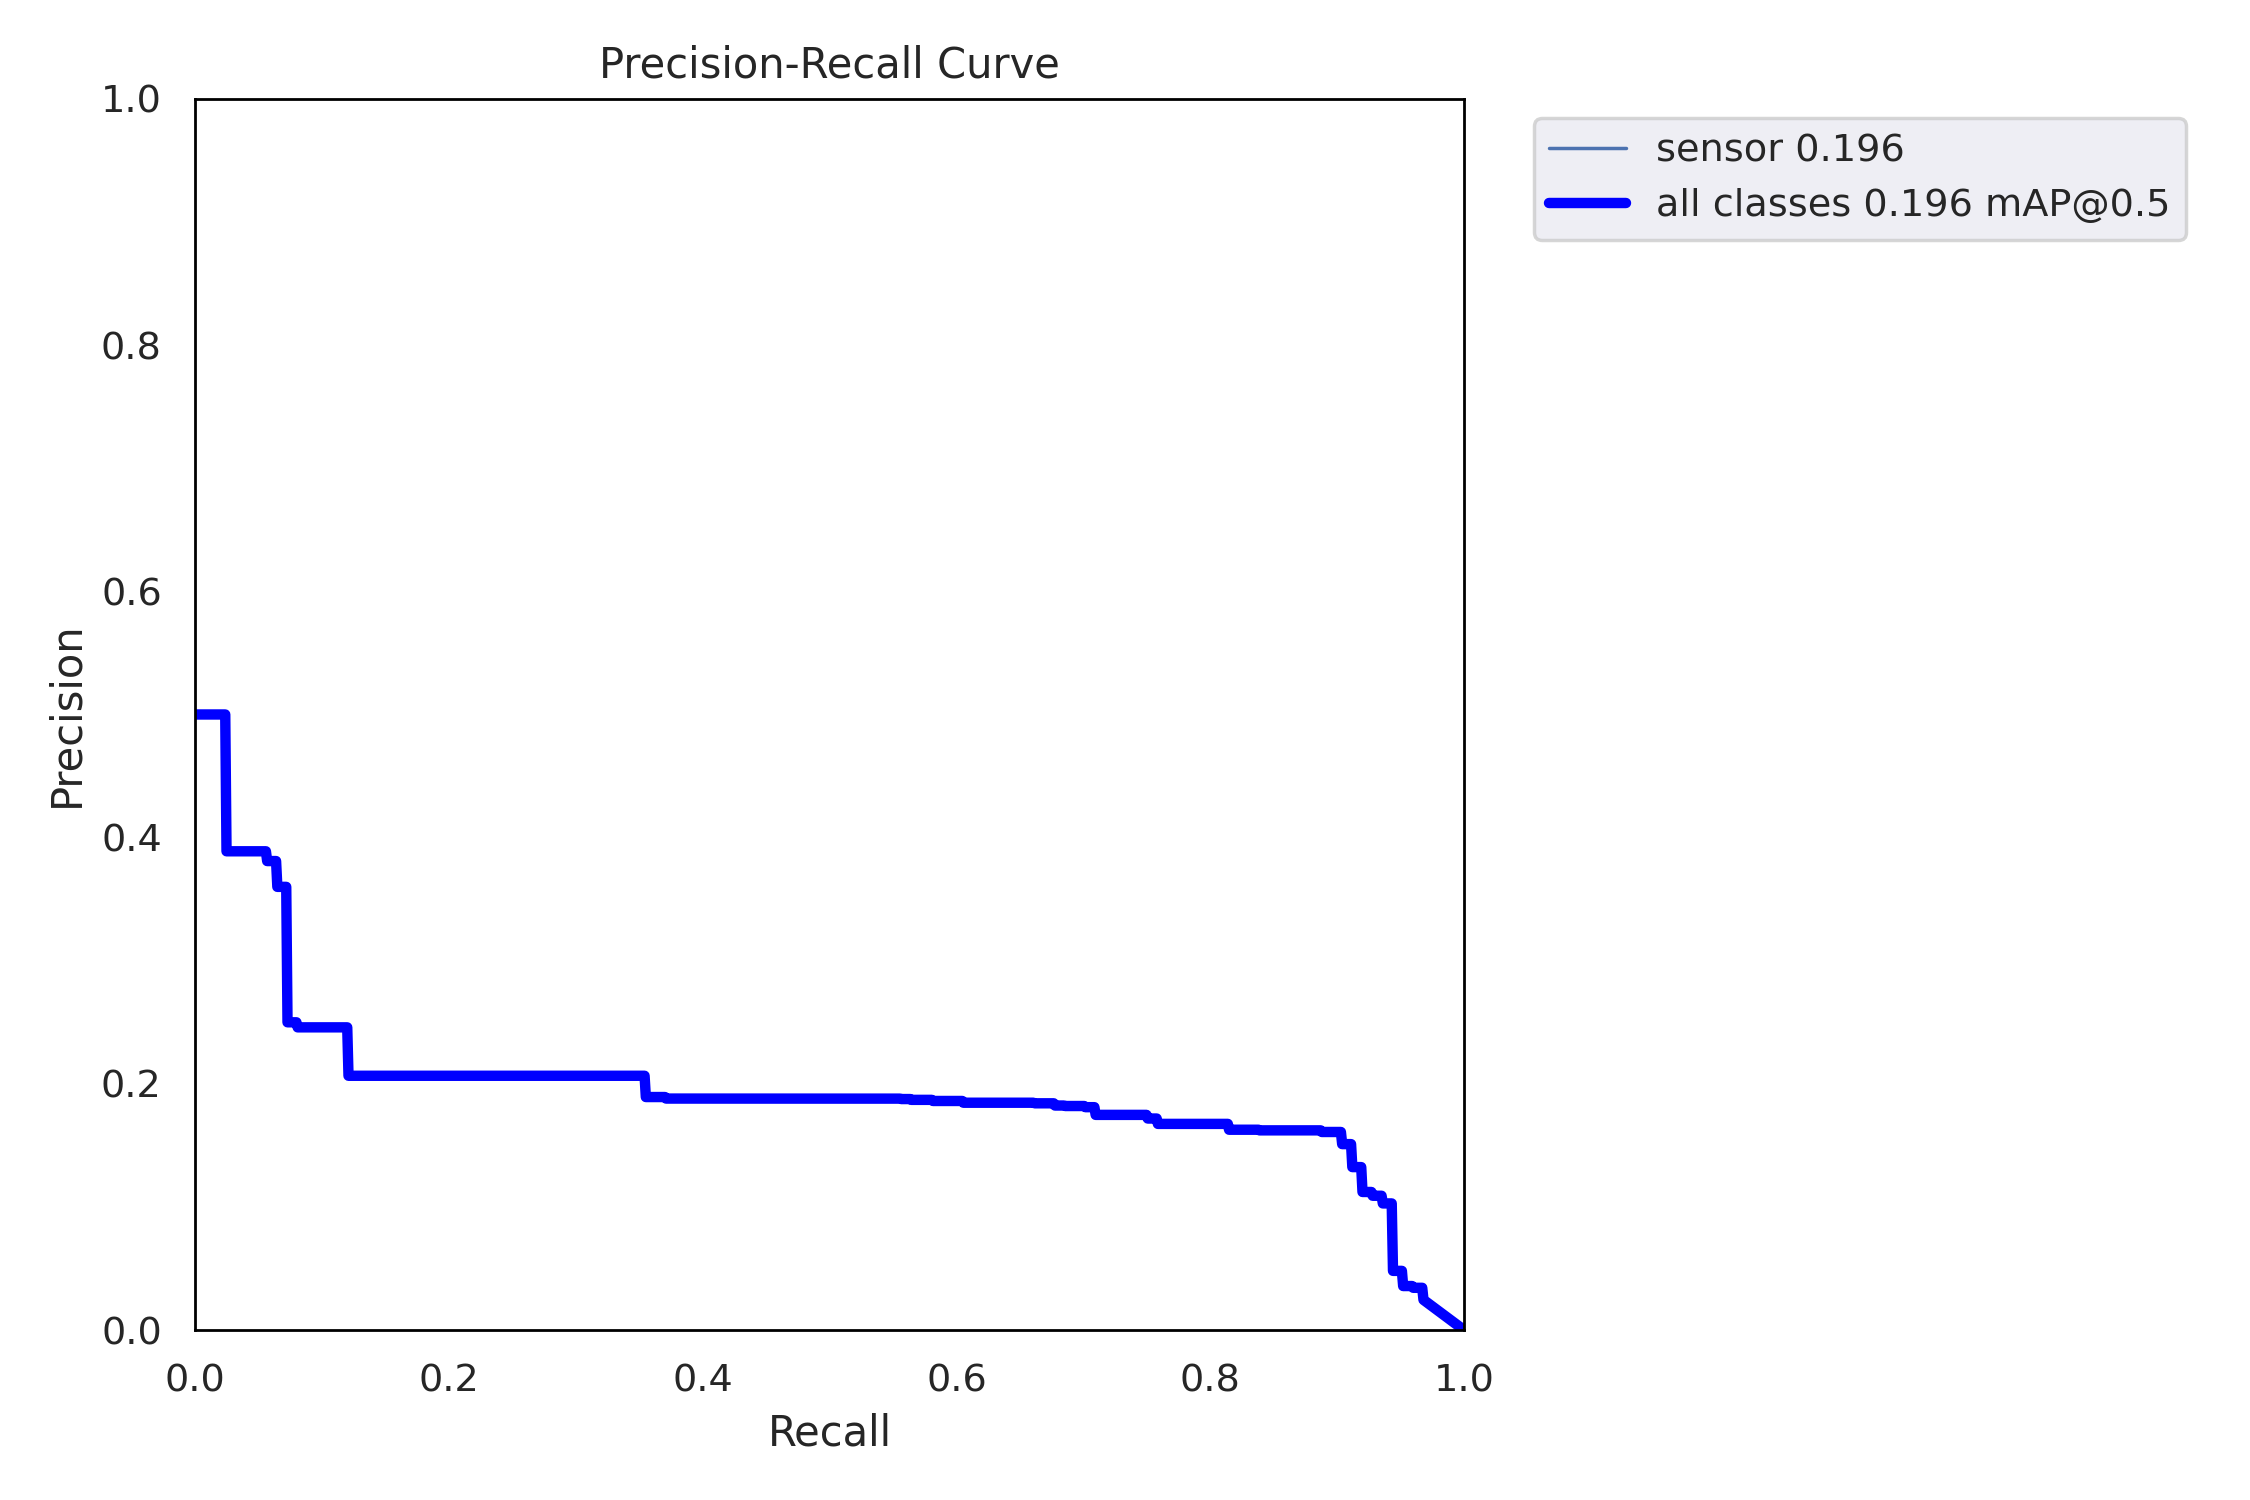 Precision-Recall Curve
1.0
0.8
0.6
0.4
0.2
0.0
Precision
0.0 0.2 0.4 0.6 0.8 1.0
Recall
sensor 0.196
all classes 0.196 mAP@0.5